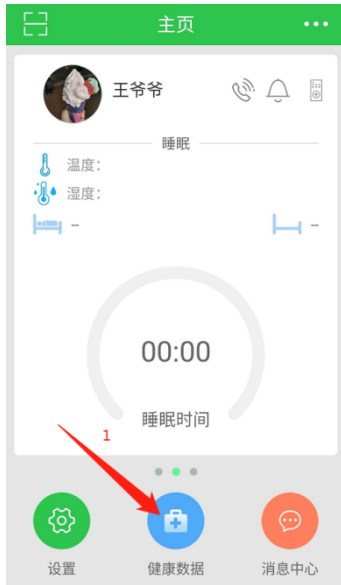 主页
王爷爷
睡眠
温度：
湿度：
- -
00:00
睡眠时间
1
设置 健康数据 消息中心